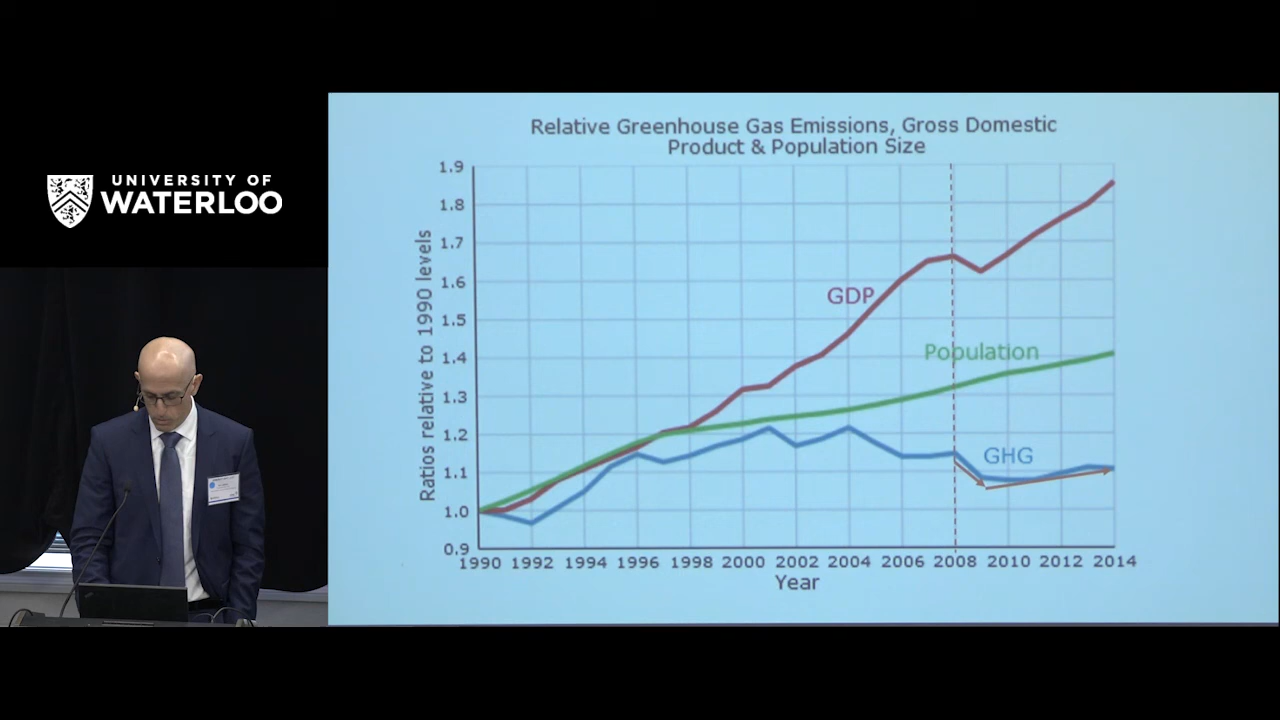 UNIVERSITY OF
WATERLOO
Relative Greenhouse Gas Emissions, Gross Domestic
Product & Population Size
Ratios relative to 1990 levels
1.9
1.8
1.7
1.6
1.5
1.4
1.3
1.2
1.1
1.0
0.9
GDP
Population
GHG
1990 1992 1994 1996 1998 2000 2002 2004 2006 2008 2010 2012 2014
Year